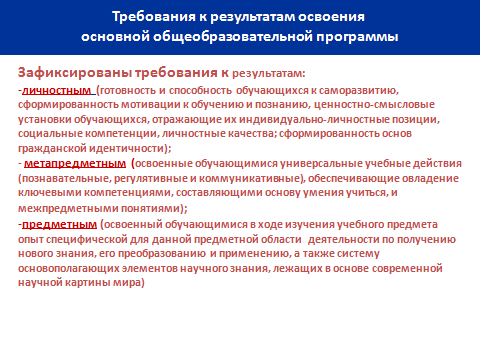 Требования к результатам освоения
основной общеобразовательной программы
Зафиксированы требования к результатам:
-личностным (готовность и способность обучающихся к саморазвитию,
сформированность мотивации к обучению и познанию, ценностно-смысловые
установки обучающихся, отражающие их индивидуально-личностные позиции,
социальные компетенции, личностные качества; сформированность основ
гражданской идентичности);
- метапредметным (освоенные обучающимися универсальные учебные действия
(познавательные, регулятивные и коммуникативные), обеспечивающие овладение
ключевыми компетенциями, составляющими основу умения учиться, и
межпредметными понятиями);
-предметным (освоенный обучающимися в ходе изучения учебного предмета
опыт специфической для данной предметной области деятельности по получению
нового знания, его преобразованию и применению, а также систему
основополагающих элементов научного знания, лежащих в основе современной
научной картины мира)